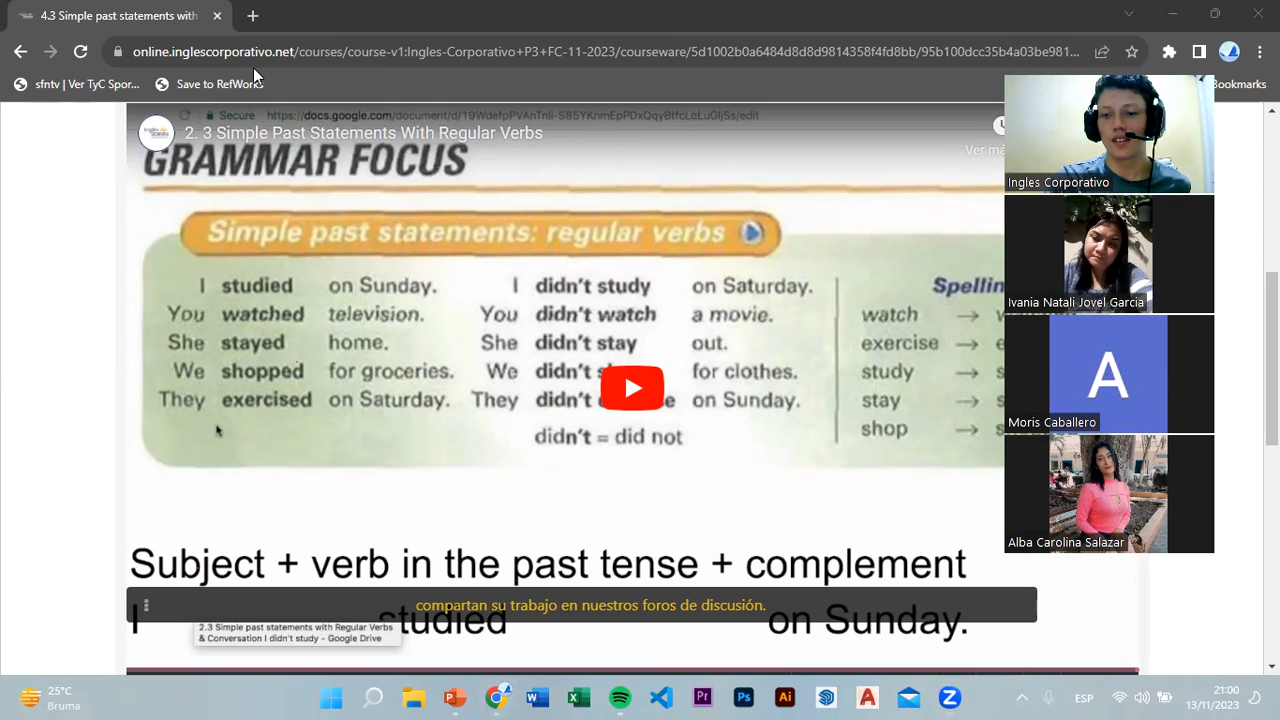 4.3 Simple past statements with
online.inglescorporativo.net/courses/course-v1:Ingles-Corporativo+P3+FC-11-2023/courseware/5d1002b0a6484d8d8d9814358f4fd8bb/95b100dcc35b4a03be981...
sfntv | Ver TyC Spor...
Save to RefWorks
Bookmarks
Secure
https://docs.google.com/document/d/19WdefpPVAnTnli-S85YKnmEpPDxQqyBtfcLqLuGljSs/edit
2. 3 Simple Past Statements With Regular Verbs
Ver má
GRAMMAR FOCUS
Simple past statements: regular verbs
I studied on Sunday. I didn't study on Saturday. Spellin
You watched television. You didn't watch a movie. watch →
She stayed home. She didn't stay out. exercise →
We shopped for groceries. We didn't for clothes. study →
They exercised on Saturday. They didn't on Sunday. stay →
didn't = did not shop →
Subject + verb in the past tense + complement
compartan su trabajo en nuestros foros de discusión.
I studied on Sunday.
2.3 Simple past statements with Regular Verbs
& Conversation I didn't study - Google Drive
Ingles Corporativo
Ivania Natali Jovel Garcia
A
Moris Caballero
Alba Carolina Salazar
25°C
Bruma
ESP
21:00
13/11/2023